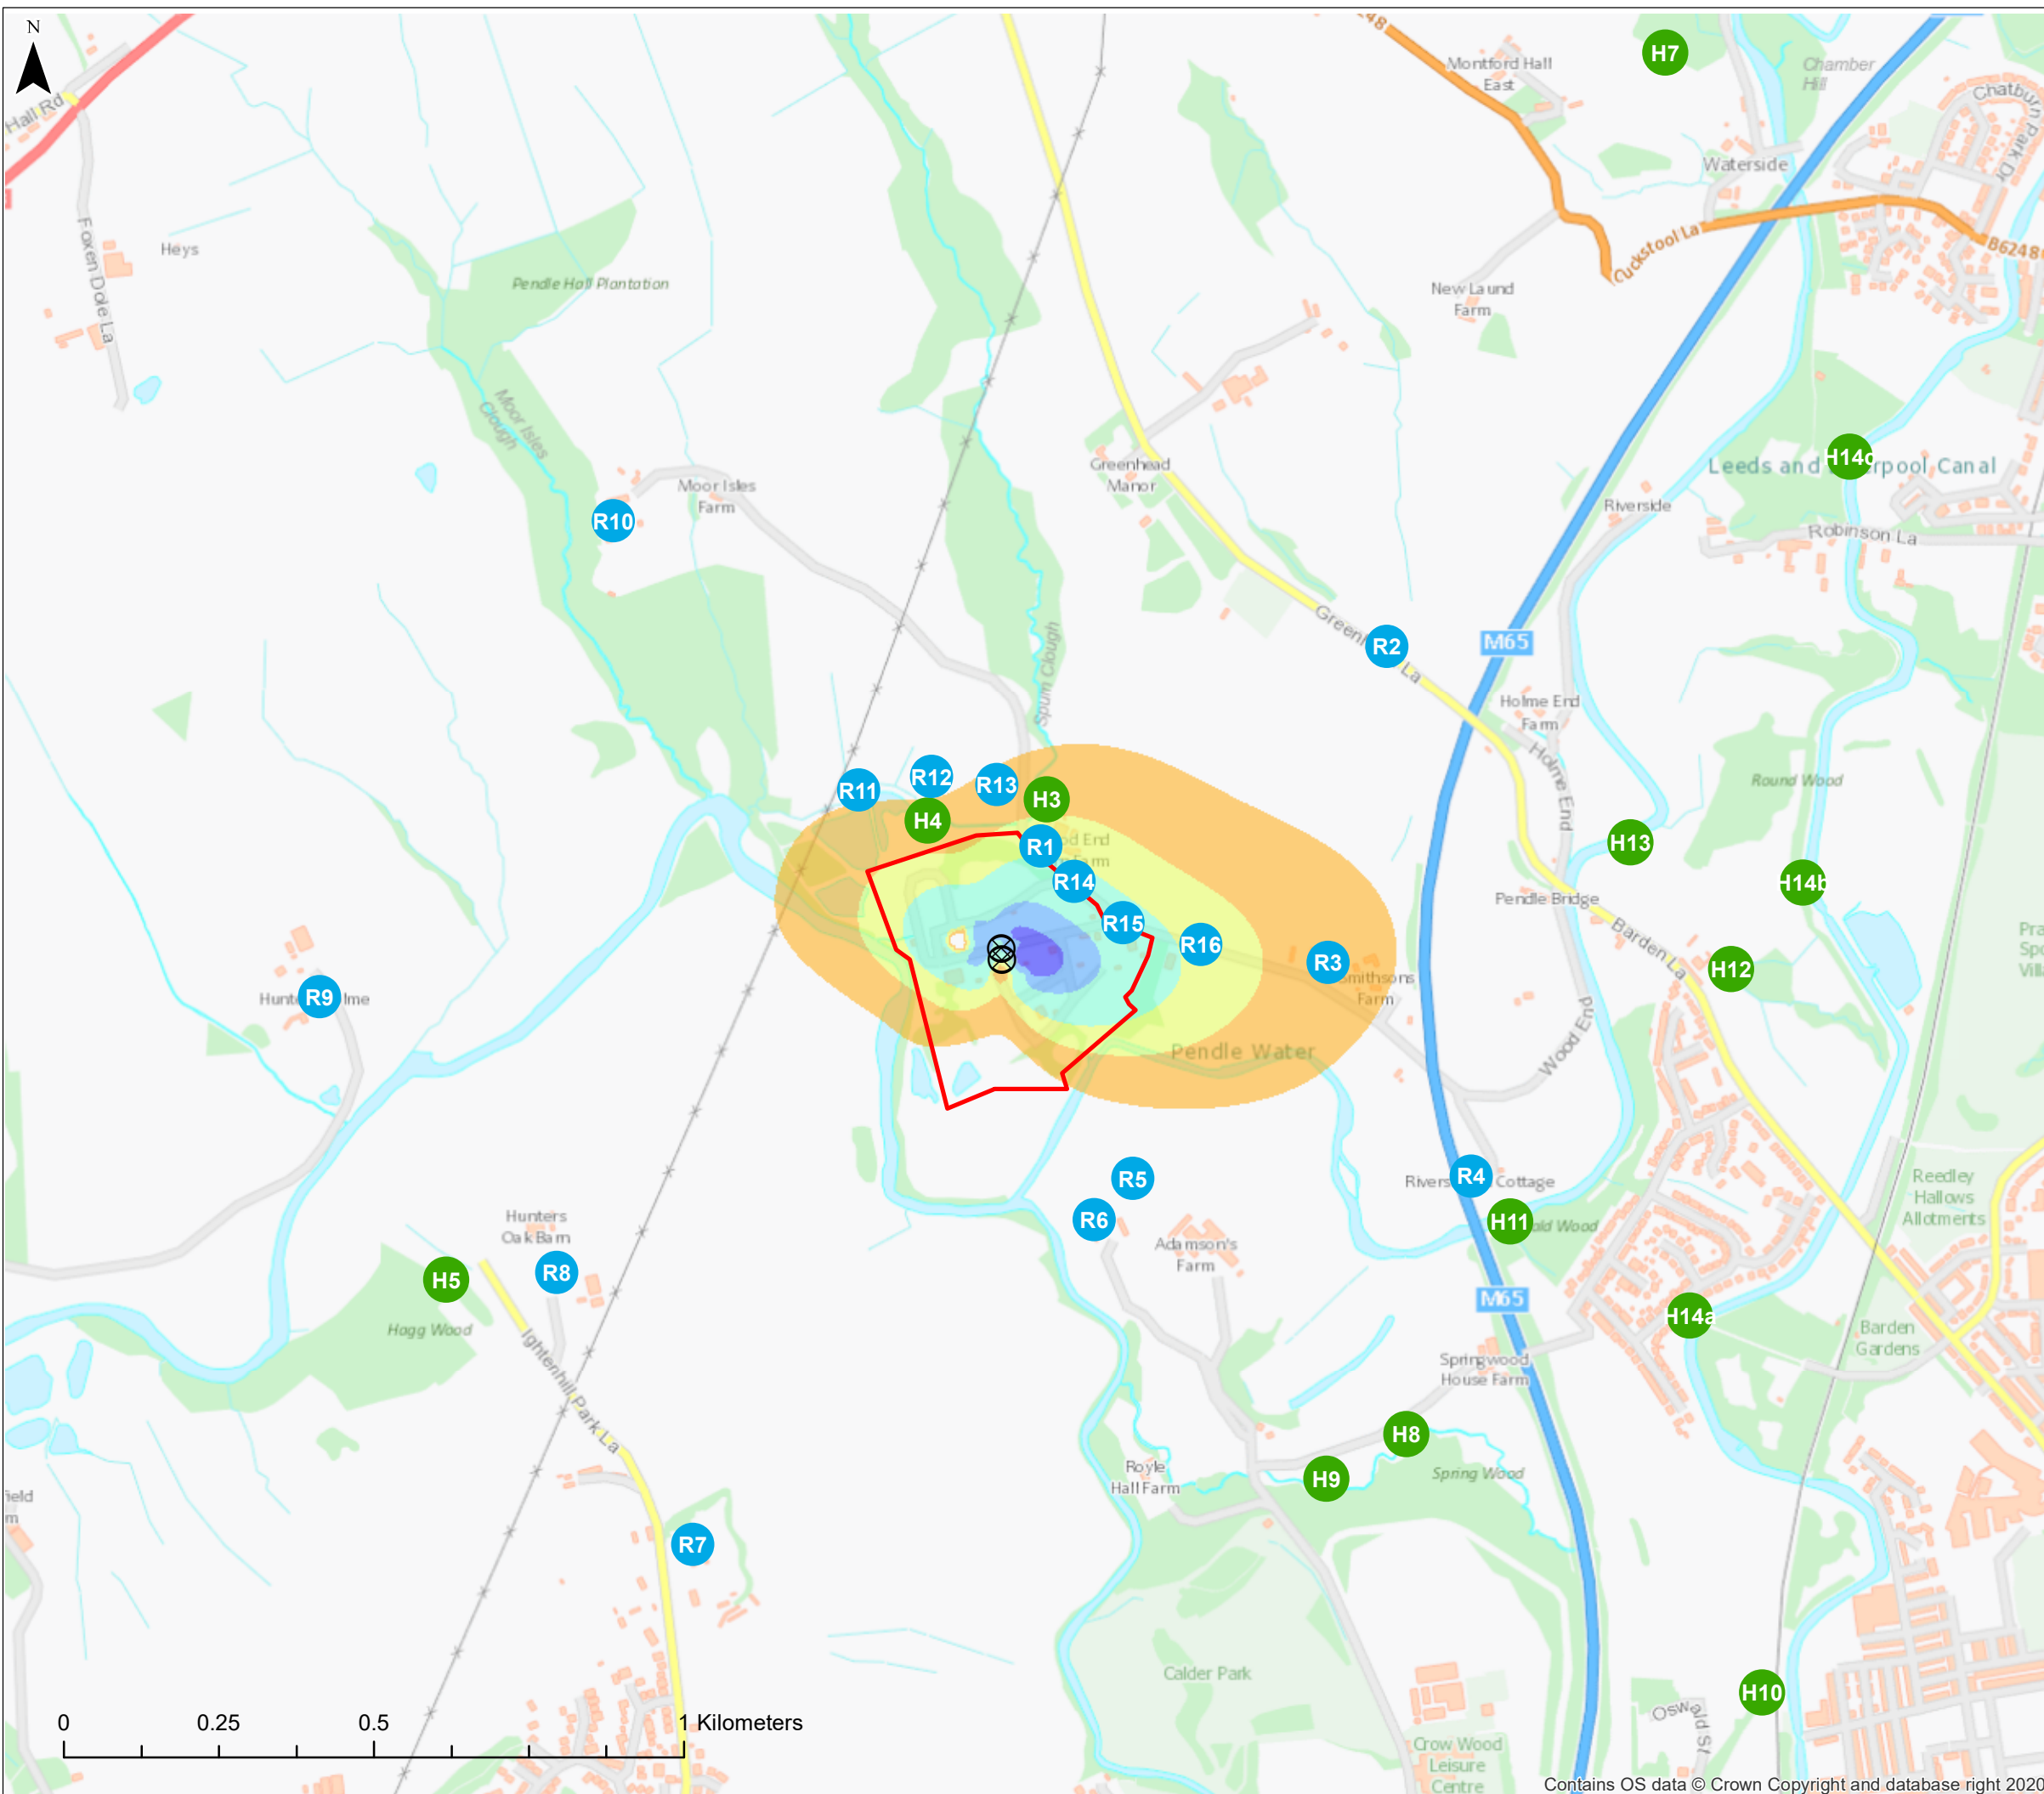 N
Hall Rd
Foxen Dole La
Heys
Pendle Hall Plantation
Moor Isles
Clough
Moor Isles
Farm
R10
Montford Hall
East
H7
Chamber
Hill
Chatburn Park Dr
Waterside
Cuckstool La
B6248
New Laund
Farm
Greenhead
Manor
H14c
Leeds and
rpool Canal
Riverside
Robinson La
Spurn Clough
R2
La
M65
Holme End
Farm
Holme End
Round Wood
R11
R12
R13
H4
H3
R1
R14
R15
R16
R3
Smithsons
Farm
H13
H14b
Pendle Bridge
Barden La
H12
Wood End
Pendle Water
R9
R5
R6
Adamson's
Farm
R4
Cottage
H11
M65
H14a
Reedley
Hallows
Allotments
Barden
Gardens
Hunters
Oak Barn
H5
R8
Hagg Wood
Ightenhill Park La
Springwood
House Farm
H8
H9
Spring Wood
Royle
Hall Farm
R7
Calder Park
H10
Oswald St
Crow Wood
Leisure
Centre
0
0.25
0.5
1 Kilometers
Contains OS data © Crown Copyright and database right 2020